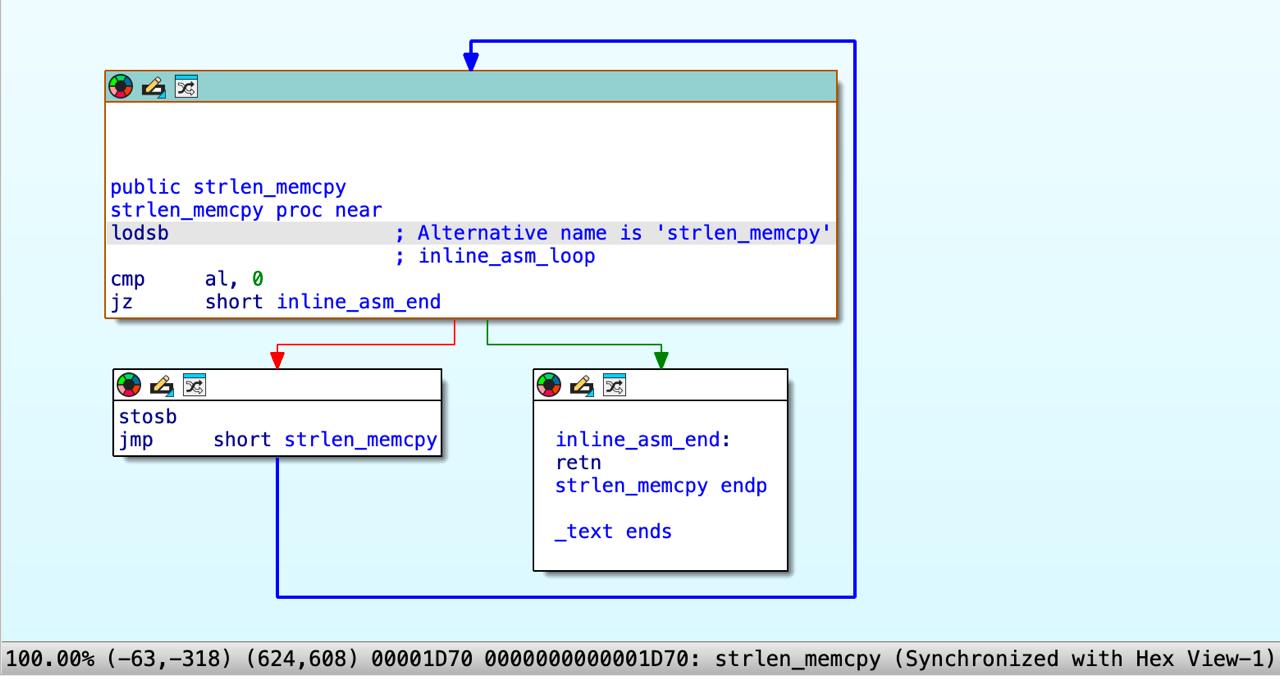 public strlen_memcpy
strlen_memcpy proc near
lodsb ; Alternative name is 'strlen_memcpy'
; inline_asm_loop
cmp al, 0
jz short inline_asm_end
stosb
jmp short strlen_memcpy
inline_asm_end:
retn
strlen_memcpy endp
_text ends
100.00% (-63,-318) (624,608) 00001D70 0000000000001D70: strlen_memcpy (Synchronized with Hex View-1)